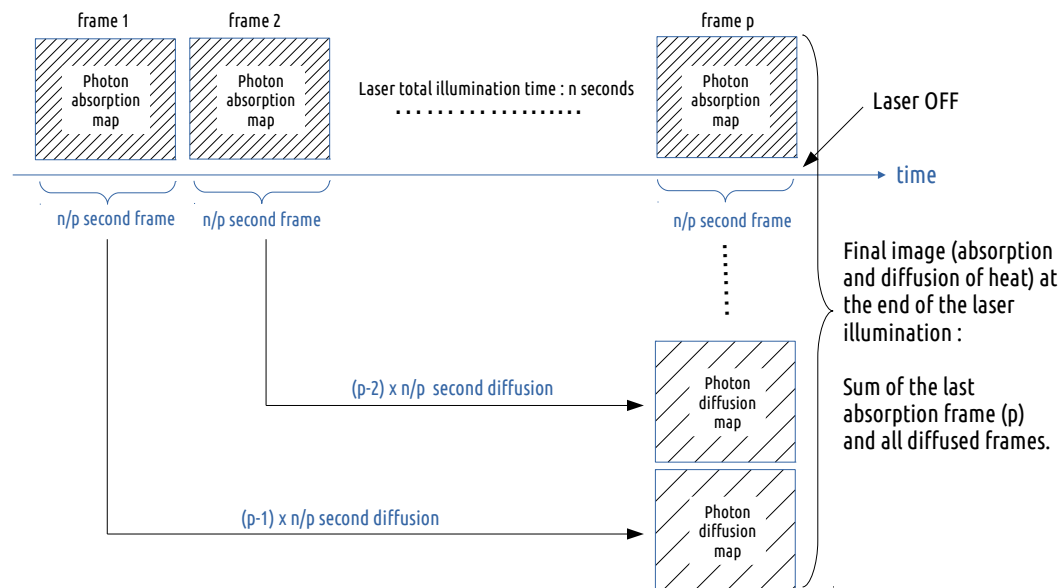 frame 1
frame 2
frame p
Photon
absorption
map
Photon
absorption
map
Laser total illumination time : n seconds
Photon
absorption
map
Laser OFF
time
n/p second frame
n/p second frame
n/p second frame
Final image (absorption
and diffusion of heat) at
the end of the laser
illumination :
Sum of the last
absorption frame (p)
and all diffused frames.
(p-2) x n/p second diffusion
Photon
diffusion
map
(p-1) x n/p second diffusion
Photon
diffusion
map